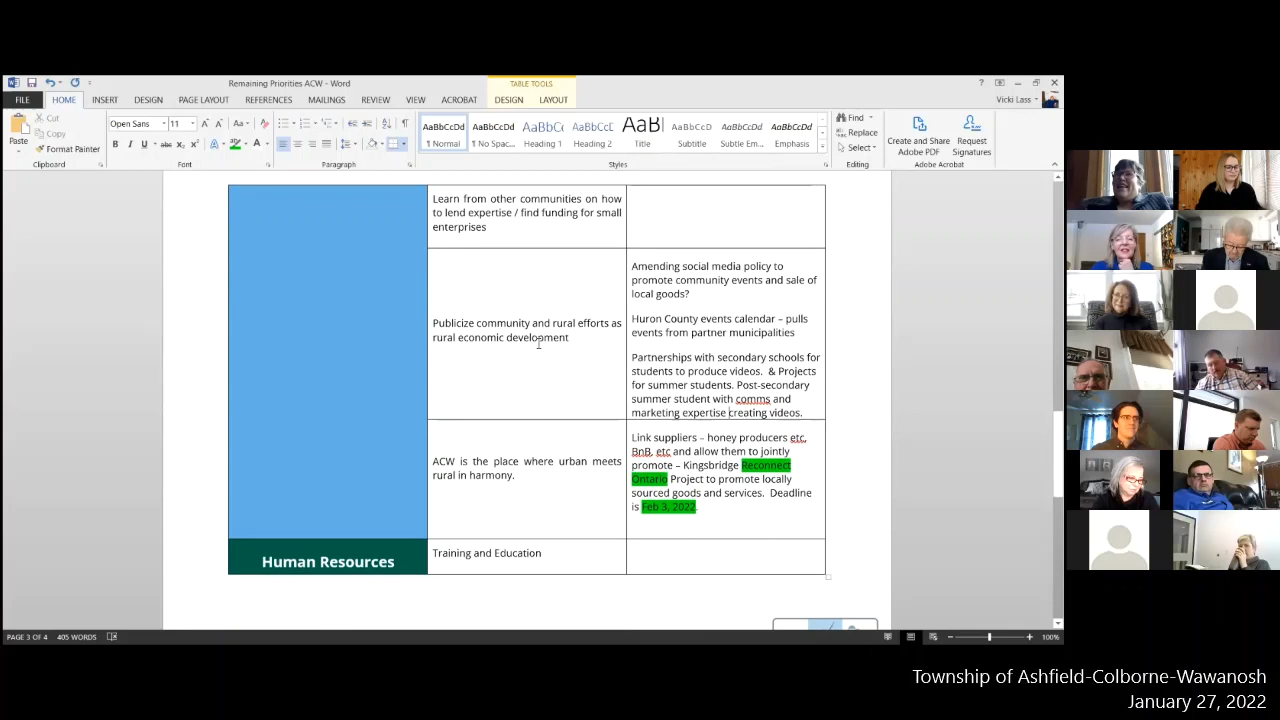 Remaining Priorities ACW - Word
TABLE TOOLS
?
FILE HOME INSERT DESIGN PAGE LAYOUT REFERENCES MAILINGS REVIEW VIEW ACROBAT DESIGN LAYOUT
Vicki Lass
Paste
Cut
Copy
Format Painter
Clipboard
Open Sans 11
Font
Paragraph
AaBbCcDd AaBbCcDd AaBbC AaBbCcC AaB AaBbCcD AaBbCcDd AaBbCcDd
¶ Normal ¶ No Spac... Heading 1 Heading 2 Title Subtitle Subtle Em... Emphasis
Styles
Find
Replace
Select
Editing
Create and Share Adobe PDF
Request Signatures
Adobe Acrobat
Learn from other communities on how
to lend expertise / find funding for small
enterprises
Publicize community and rural efforts as
rural economic development
Amending social media policy to
promote community events and sale of
local goods?
Huron County events calendar – pulls
events from partner municipalities
Partnerships with secondary schools for
students to produce videos. & Projects
for summer students. Post-secondary
summer student with comms and
marketing expertise creating videos.
ACW is the place where urban meets
rural in harmony.
Link suppliers – honey producers etc,
BnB, etc and allow them to jointly
promote – Kingsbridge Reconnect
Ontario Project to promote locally
sourced goods and services. Deadline
is Feb 3, 2022.
Human Resources
Training and Education
PAGE 3 OF 4 405 WORDS
100%
Township of Ashfield-Colborne-Wawanosh
January 27, 2022